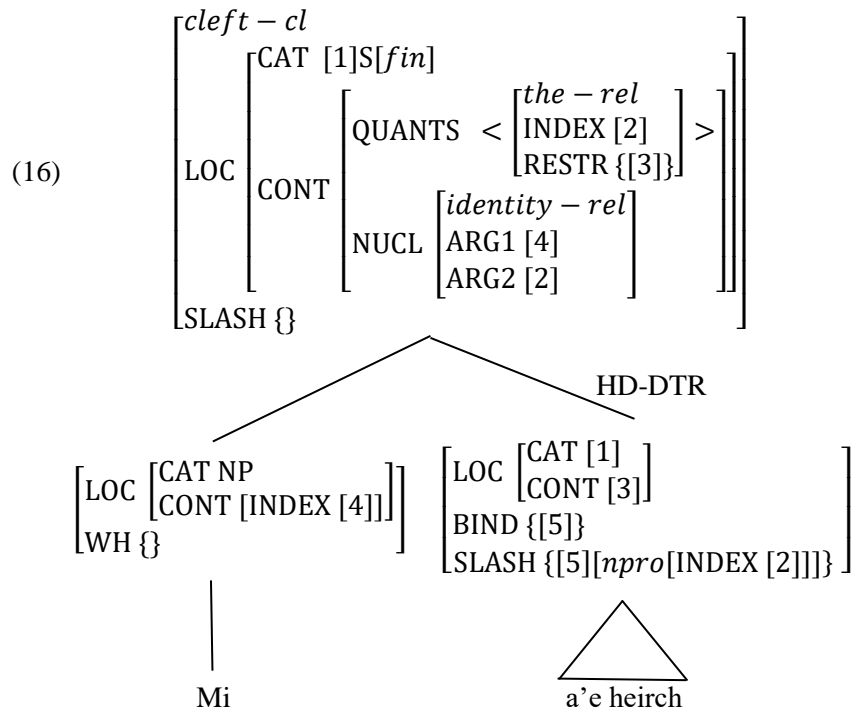 cleft − cl
CAT [1]S[fin]
the − rel
QUANTS < INDEX [2] >
RESTR {[3]}
(16) LOC
CONT
identity − rel
NUCL ARG1 [4]
ARG2 [2]
SLASH {}
HD-DTR
LOC [CAT NP
CONT [INDEX [4]]]
WH {}
LOC [CAT [1]
CONT [3]]
BIND {[5]}
SLASH {[5][npro[INDEX [2]]]}
Mi
a’e heirch